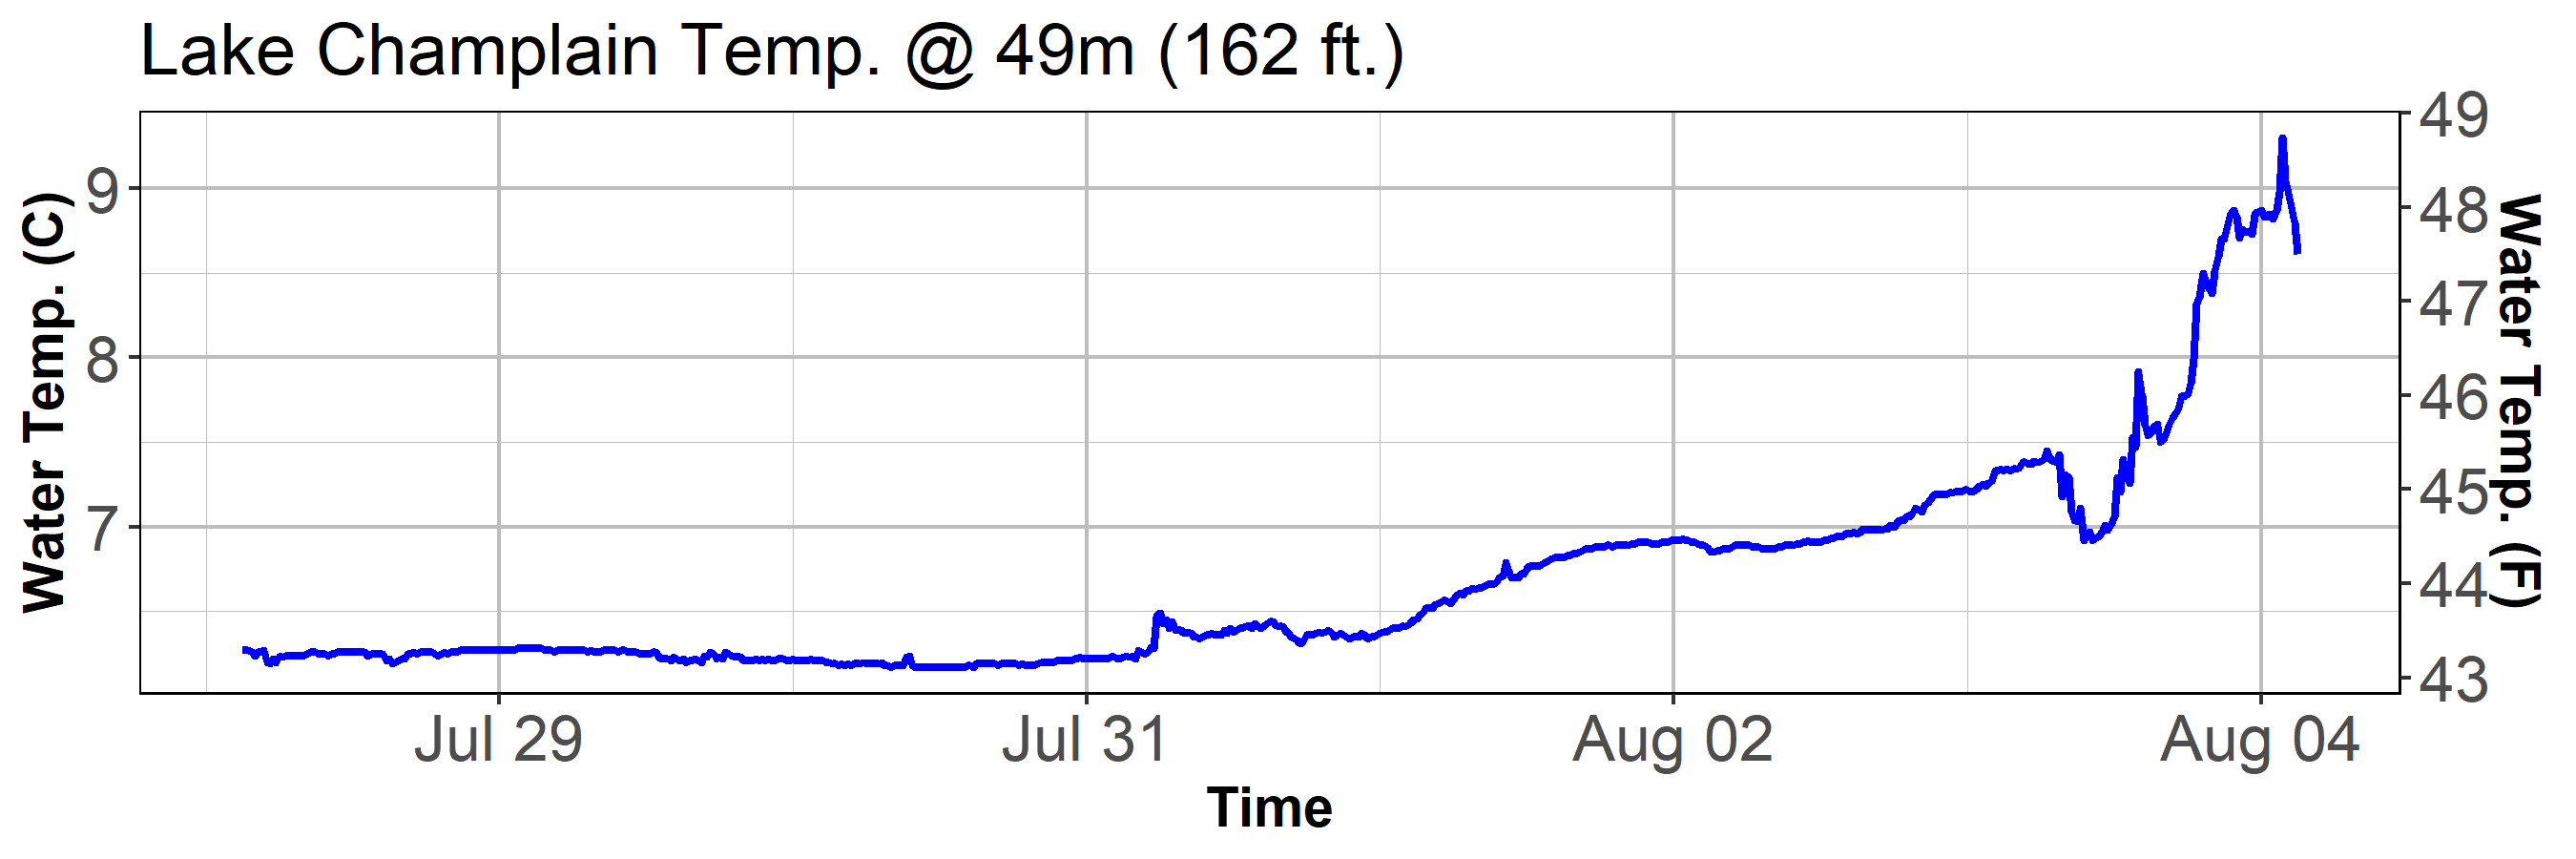 Lake Champlain Temp. @ 49m (162 ft.)
Water Temp. (C)
9
8
7
49
48
47
46
45
44
43
Water Temp. (F)
Jul 29 Jul 31 Aug 02 Aug 04
Time